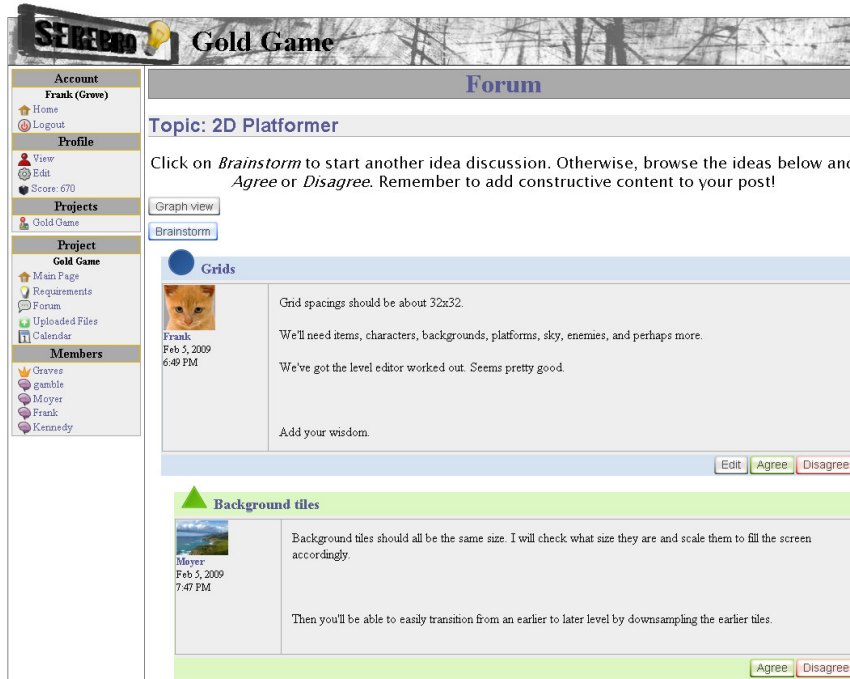 SEREBRO
Gold Game
Account
Frank (Grove)
Home
Logout
Profile
View
Edit
Score: 670
Projects
Gold Game
Project
Gold Game
Main Page
Requirements
Forum
Uploaded Files
Calendar
Members
Graves
gamble
Moyer
Frank
Kennedy
Forum
Topic: 2D Platformer
Click on Brainstorm to start another idea discussion. Otherwise, browse the ideas below and
Agree or Disagree. Remember to add constructive content to your post!
Graph view
Brainstorm
Grids
Frank
Feb 5, 2009
6:49 PM
Grid spacings should be about 32x32.
We'll need items, characters, backgrounds, platforms, sky, enemies, and perhaps more.
We've got the level editor worked out. Seems pretty good.
Add your wisdom.
Edit Agree Disagree
Background tiles
Moyer
Feb 5, 2009
7:47 PM
Background tiles should all be the same size. I will check what size they are and scale them to fill the screen
accordingly.
Then you'll be able to easily transition from an earlier to later level by downsampling the earlier tiles.
Agree Disagree